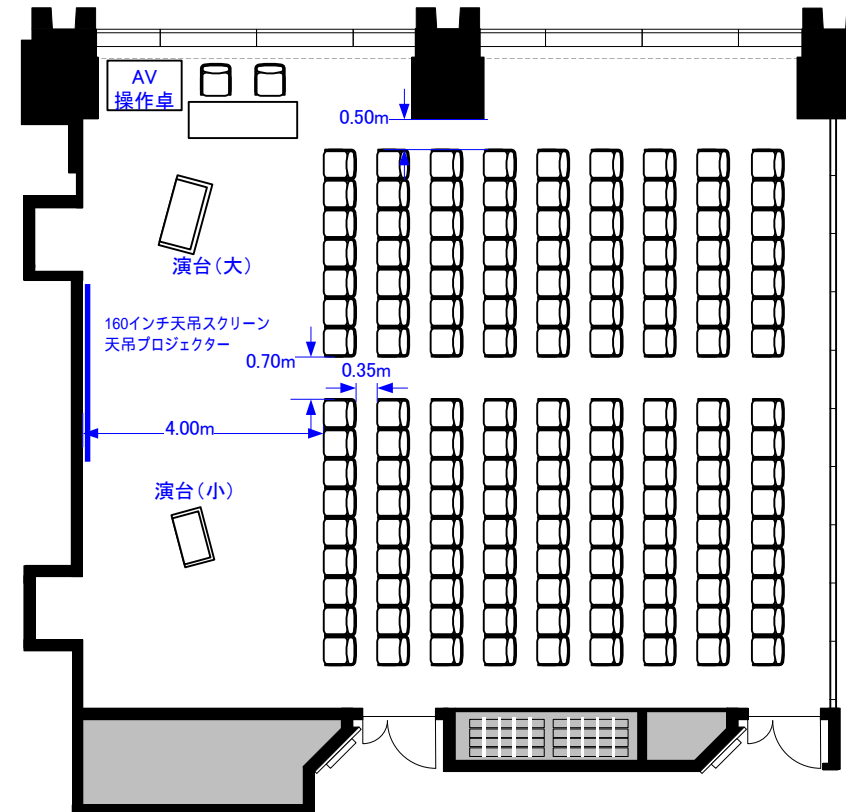 AV
操作卓
0.50m
演台(大)
160インチ天吊スクリーン
天吊プロジェクター
0.70m
0.35m
4.00m
演台(小)